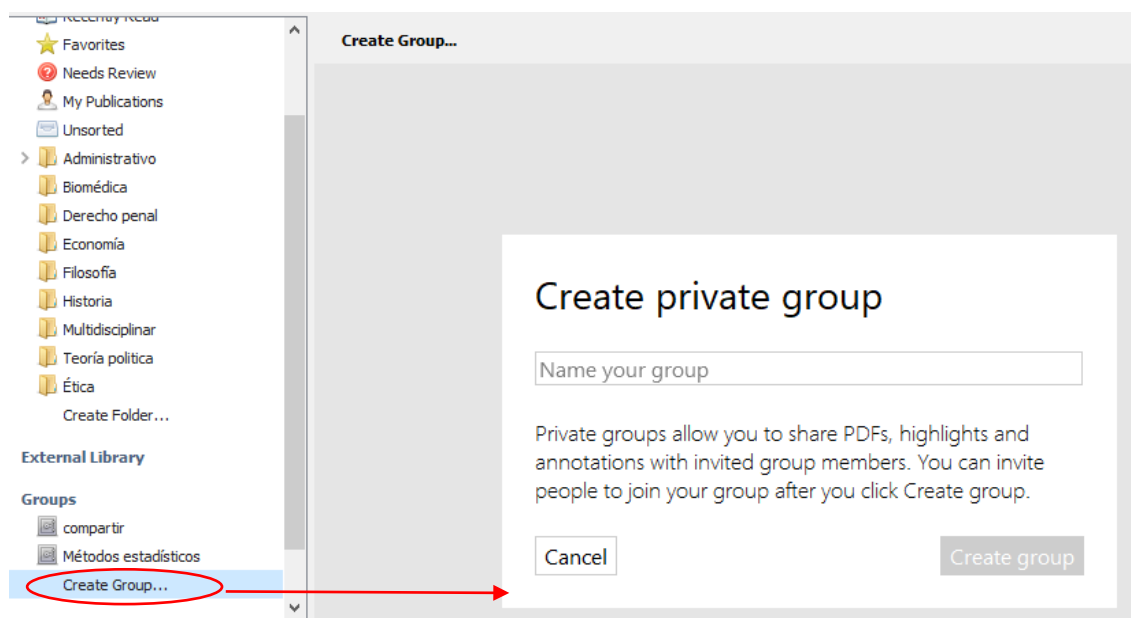 Recently Read
Favorites
Needs Review
My Publications
Unsorted
Administrativo
Biomédica
Derecho penal
Economía
Filosofía
Historia
Multidisciplinar
Teoría politica
Ética
Create Folder...
External Library
Groups
compartir
Métodos estadísticos
Create Group...
Create Group...
Create private group
Name your group
Private groups allow you to share PDFs, highlights and
annotations with invited group members. You can invite
people to join your group after you click Create group.
Cancel
Create group